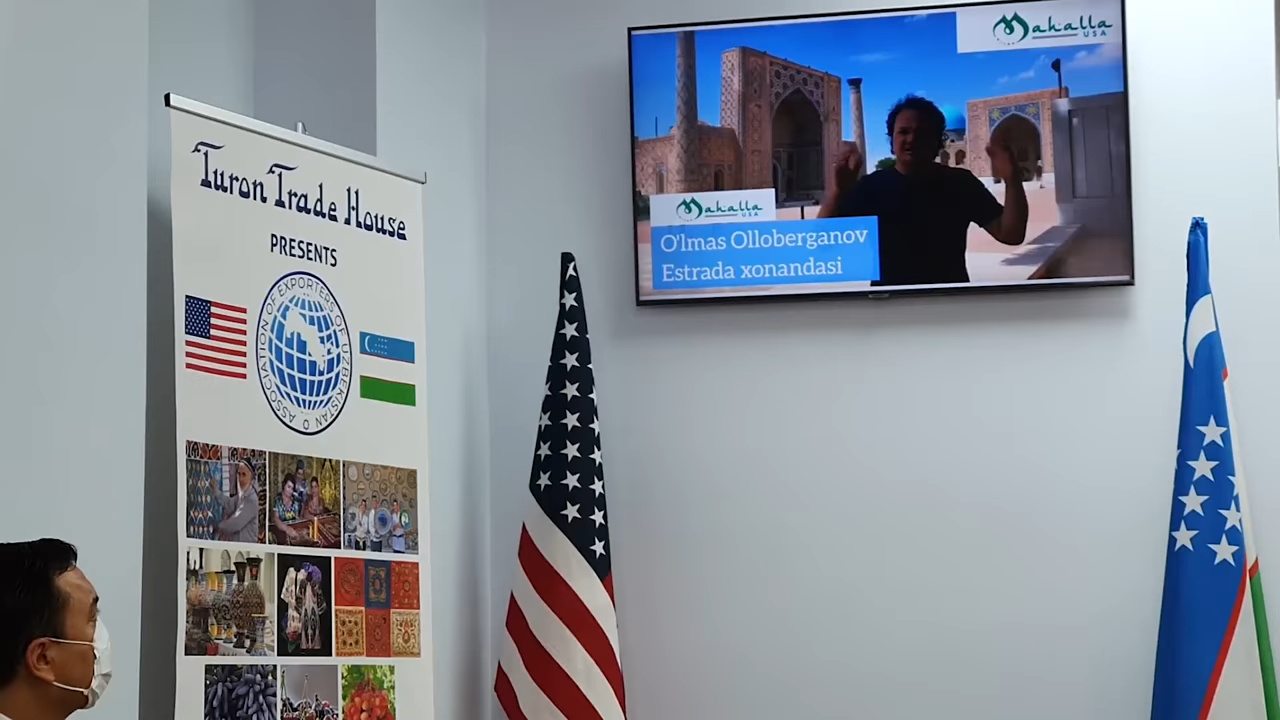 Turon Trade House
PRESENTS
ASSOCIATION OF EXPORTERS OF UZBEKISTAN
Mahalla
USA
Mahalla
USA
O'lmas Olloberganov
Estrada xonandasi